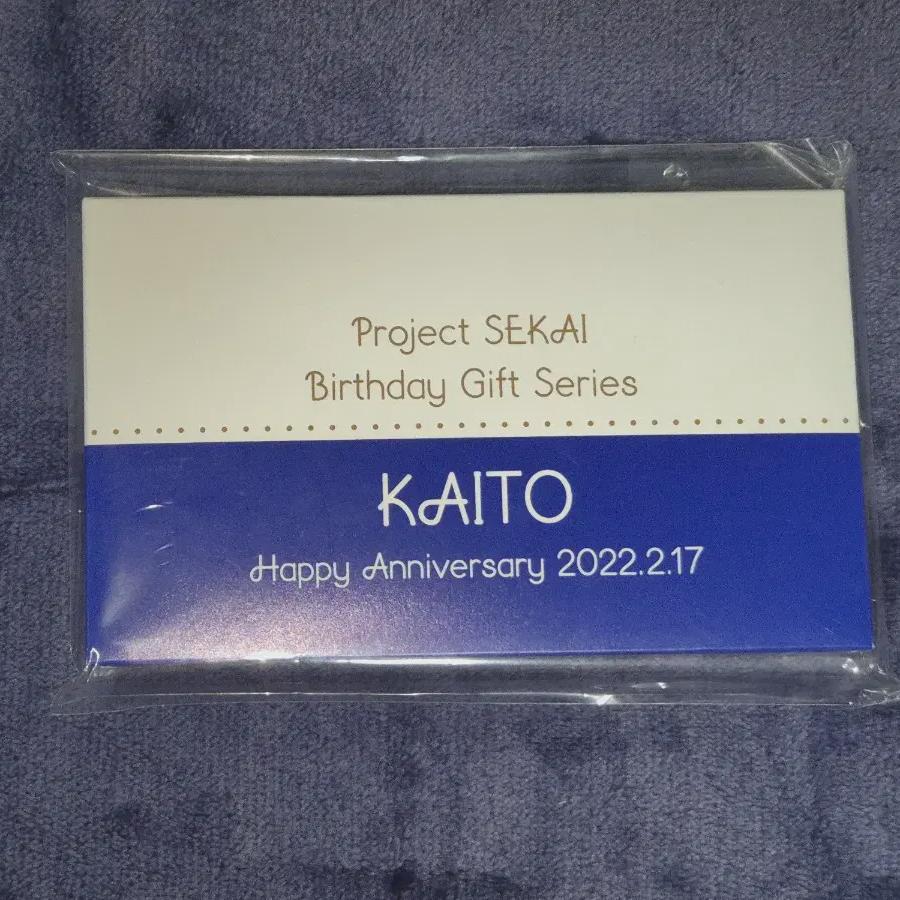 Project SEKAI
Birthday Gift Series
KAITO
Happy Anniversary 2022.2.17